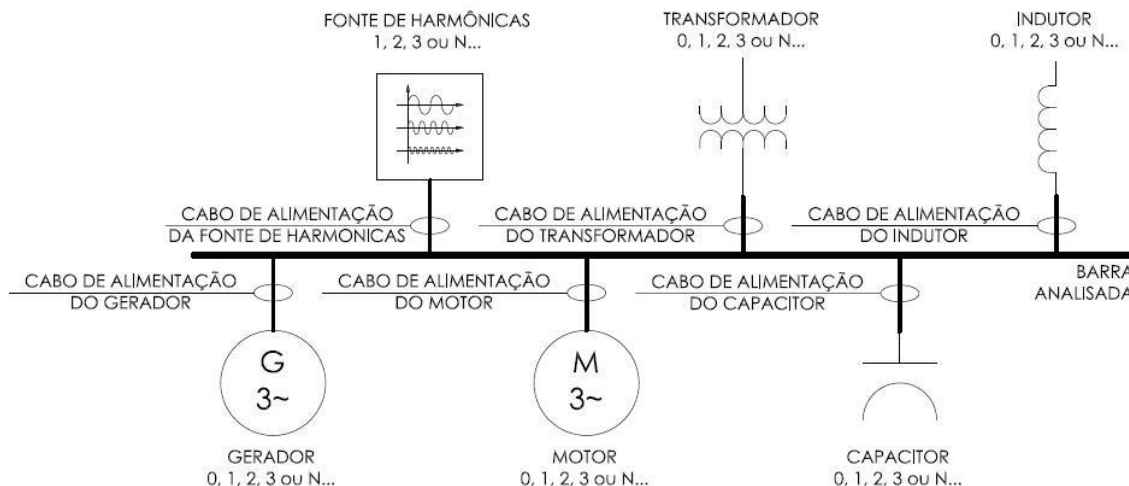 FONTE DE HARMÔNICAS
1, 2, 3 ou N...
TRANSFORMADOR
0, 1, 2, 3 ou N...
INDUTOR
0, 1, 2, 3 ou N...
CABO DE ALIMENTAÇÃO
DA FONTE DE HARMONICAS
CABO DE ALIMENTAÇÃO
DO TRANSFORMADOR
CABO DE ALIMENTAÇÃO
DO INDUTOR
CABO DE ALIMENTAÇÃO
DO GERADOR
CABO DE ALIMENTAÇÃO
DO MOTOR
CABO DE ALIMENTAÇÃO
DO CAPACITOR
BARRA
ANALISADA
G
3~
M
3~
GERADOR
0, 1, 2, 3 ou N...
MOTOR
0, 1, 2, 3 ou N...
CAPACITOR
0, 1, 2, 3 ou N...